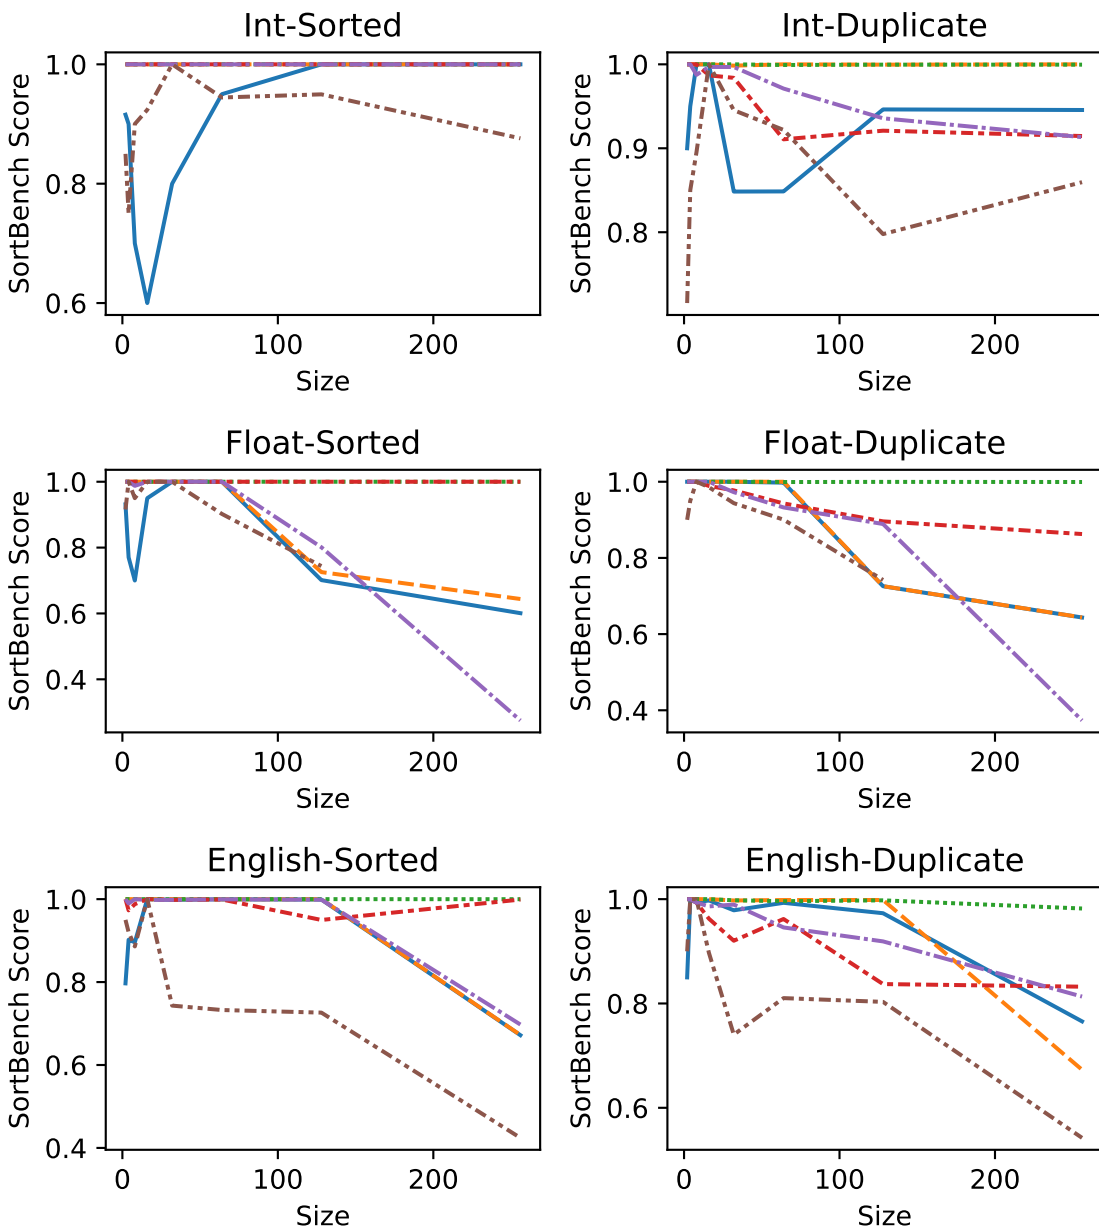 Int-Sorted
SortBench Score
1.0
0.8
0.6
0
100
200
Size
Int-Duplicate
SortBench Score
1.0
0.9
0.8
0
100
200
Size
Float-Sorted
SortBench Score
1.0
0.8
0.6
0.4
0
100
200
Size
Float-Duplicate
SortBench Score
1.0
0.8
0.6
0.4
0
100
200
Size
English-Sorted
SortBench Score
1.0
0.8
0.6
0.4
0
100
200
Size
English-Duplicate
SortBench Score
1.0
0.8
0.6
0
100
200
Size